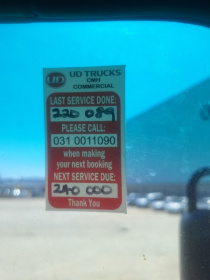 UD TRUCKS
CMH
COMMERCIAL
LAST SERVICE DONE:
220 089
PLEASE CALL:
031 0011090
when making
your next booking
NEXT SERVICE DUE:
240 000
Thank You